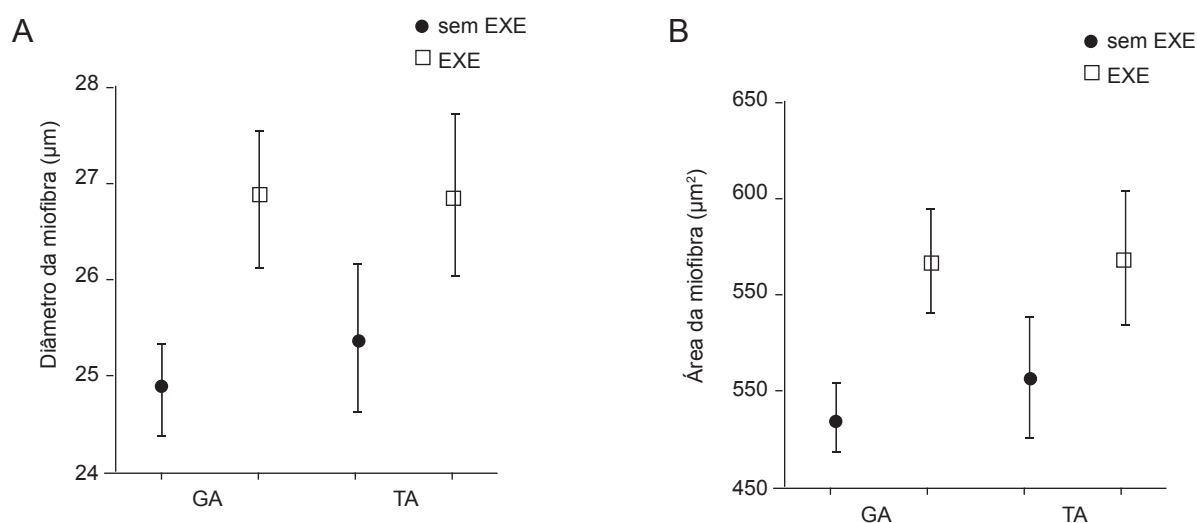 A
● sem EXE
□ EXE
Diâmetro da miofibra (µm)
28
27
26
25
24
GA
TA
B
● sem EXE
□ EXE
Área da miofibra (µm²)
650
600
550
550
450
GA
TA